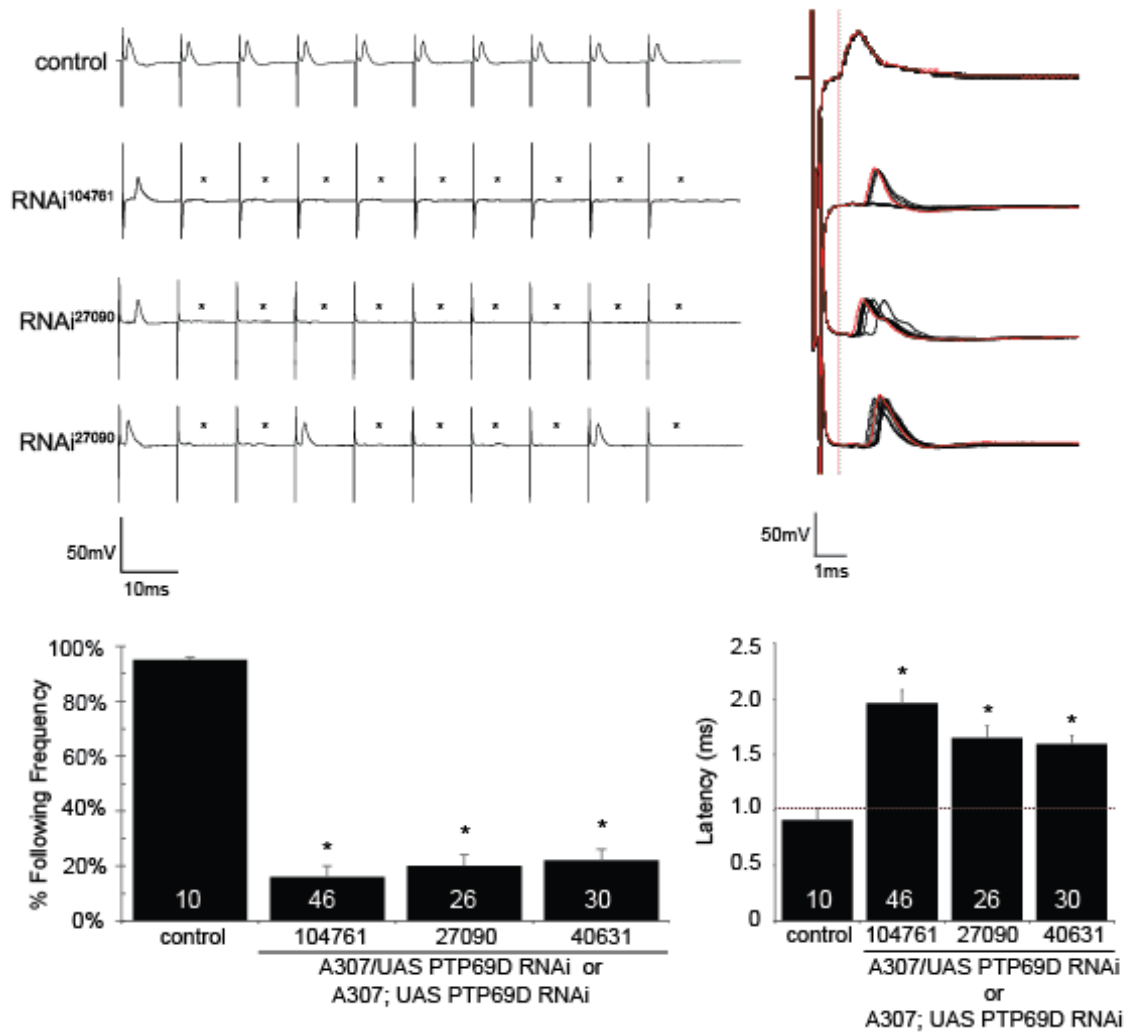 control
* * * * * * * * *
RNAi104761
* * * * * * * * *
RNAi27090
* * * * * * *
RNAi27090
50mV
10ms
50mV
1ms
100%
80%
60%
40%
20%
0%
% Following Frequency
* * *
10 46 26 30
control 104761 27090 40631
A307/UAS PTP69D RNAi or
A307; UAS PTP69D RNAi
2.5
2.0
1.5
1.0
0.5
0
Latency (ms)
* * *
10 46 26 30
control 104761 27090 40631
A307/UAS PTP69D RNAi
or
A307; UAS PTP69D RNAi